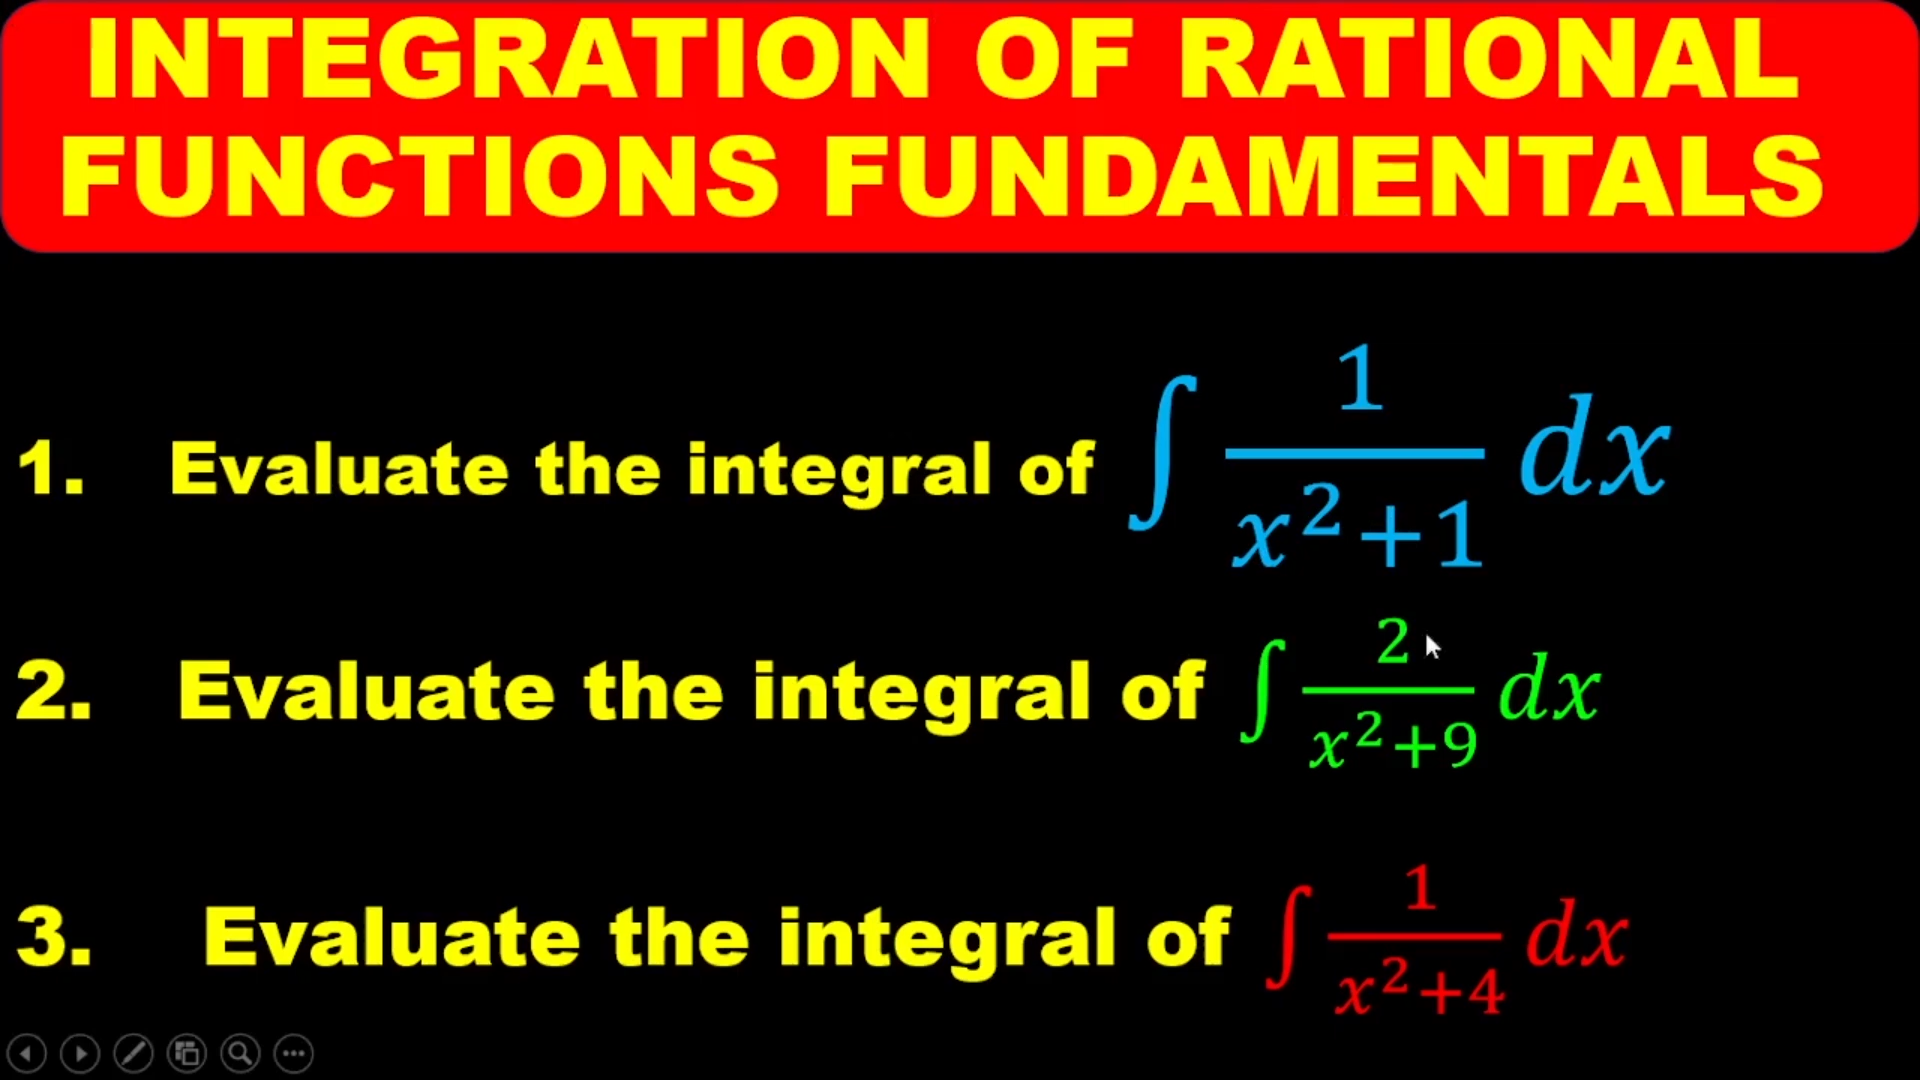 INTEGRATION OF RATIONAL
FUNCTIONS FUNDAMENTALS
1. Evaluate the integral of ∫ 1/(x²+1) dx
2. Evaluate the integral of ∫ 2/(x²+9) dx
3. Evaluate the integral of ∫ 1/(x²+4) dx